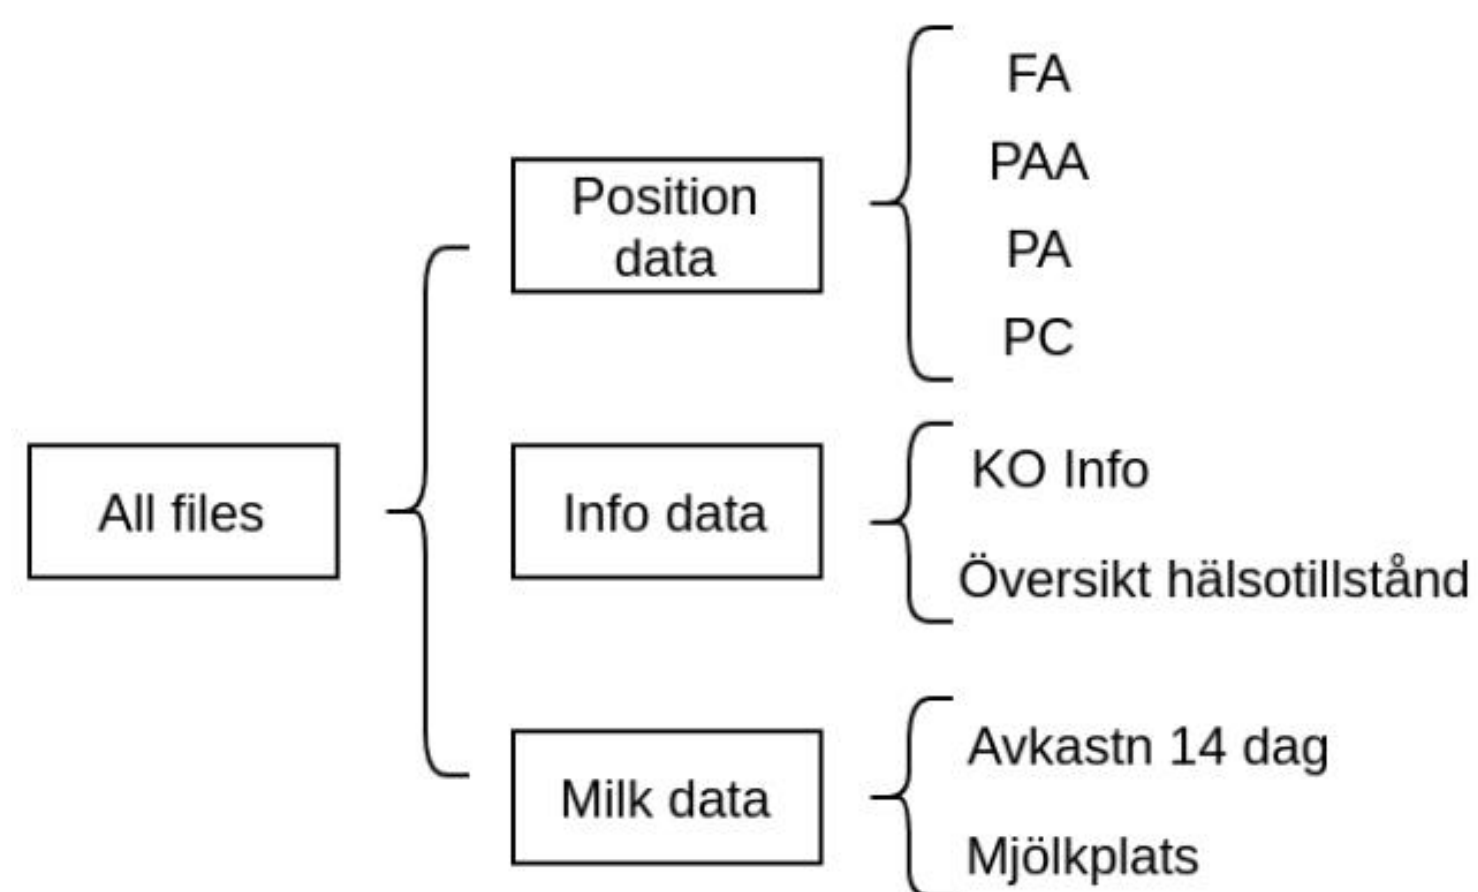 All files
Position
data
FA
PAA
PA
PC
Info data
KO Info
Översikt hälsotillstånd
Milk data
Avkastn 14 dag
Mjölkplats